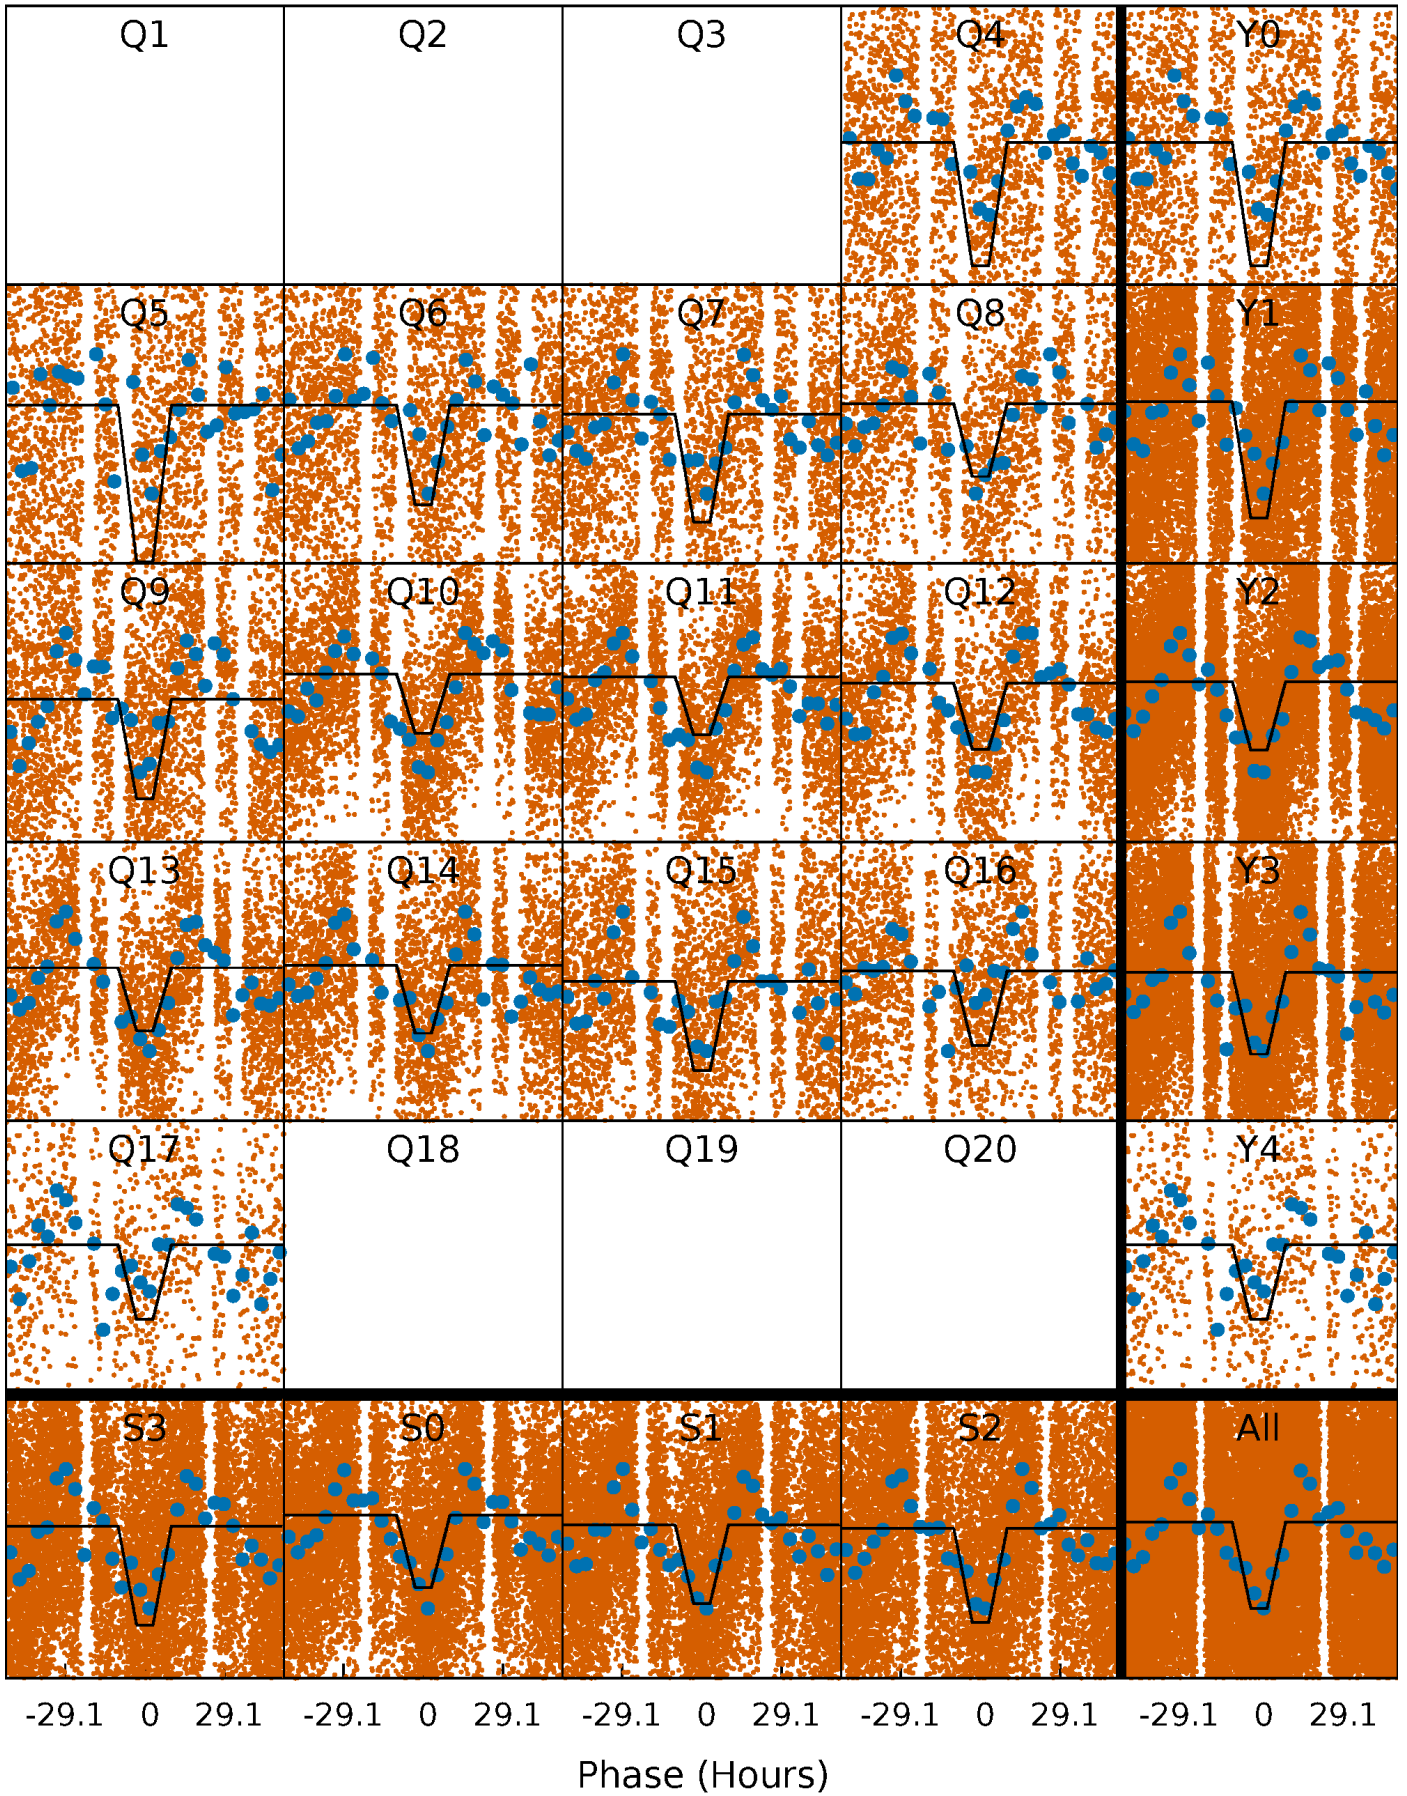 Q1 Q2 Q3 Q4 Y0
Q5 Q6 Q7 Q8 Y1
Q9 Q10 Q11 Q12 Y2
Q13 Q14 Q15 Q16 Y3
Q17 Q18 Q19 Q20 Y4
S3 S0 S1 S2 All
-29.1 0 29.1 -29.1 0 29.1 -29.1 0 29.1 -29.1 0 29.1 -29.1 0 29.1
Phase (Hours)